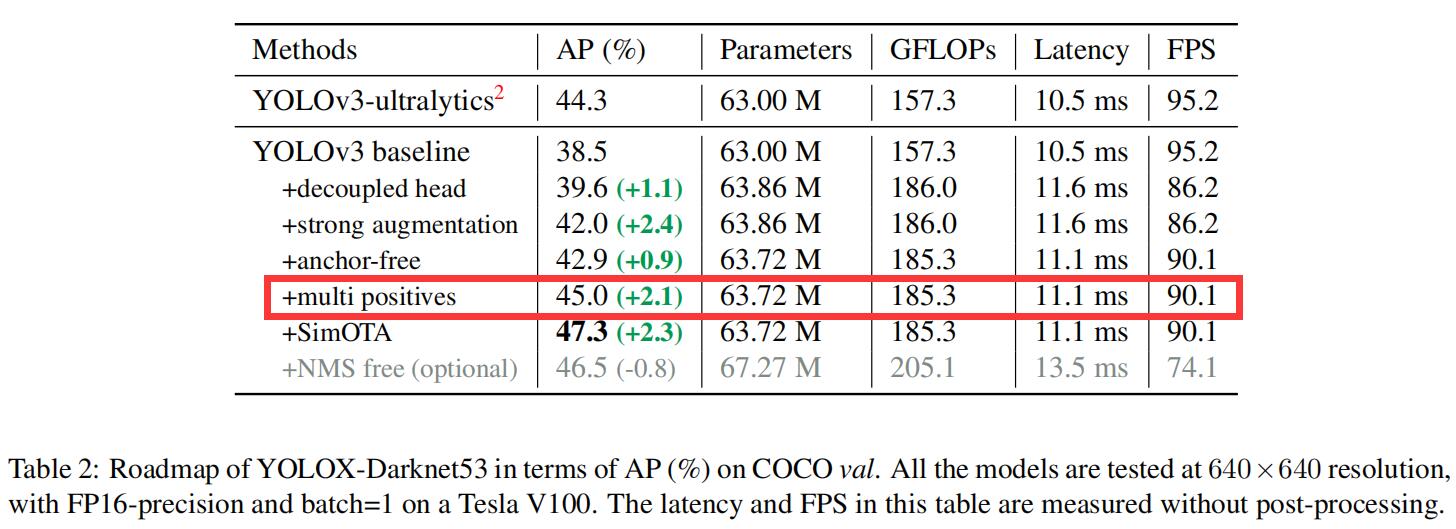 Methods AP (%) Parameters GFLOPs Latency FPS
YOLOv3-ultralytics2 44.3 63.00 M 157.3 10.5 ms 95.2
YOLOv3 baseline 38.5 63.00 M 157.3 10.5 ms 95.2
+decoupled head 39.6 (+1.1) 63.86 M 186.0 11.6 ms 86.2
+strong augmentation 42.0 (+2.4) 63.86 M 186.0 11.6 ms 86.2
+anchor-free 42.9 (+0.9) 63.72 M 185.3 11.1 ms 90.1
+multi positives 45.0 (+2.1) 63.72 M 185.3 11.1 ms 90.1
+SimOTA 47.3 (+2.3) 63.72 M 185.3 11.1 ms 90.1
+NMS free (optional) 46.5 (-0.8) 67.27 M 205.1 13.5 ms 74.1
Table 2: Roadmap of YOLOX-Darknet53 in terms of AP (%) on COCO val. All the models are tested at 640×640 resolution,
with FP16-precision and batch=1 on a Tesla V100. The latency and FPS in this table are measured without post-processing.